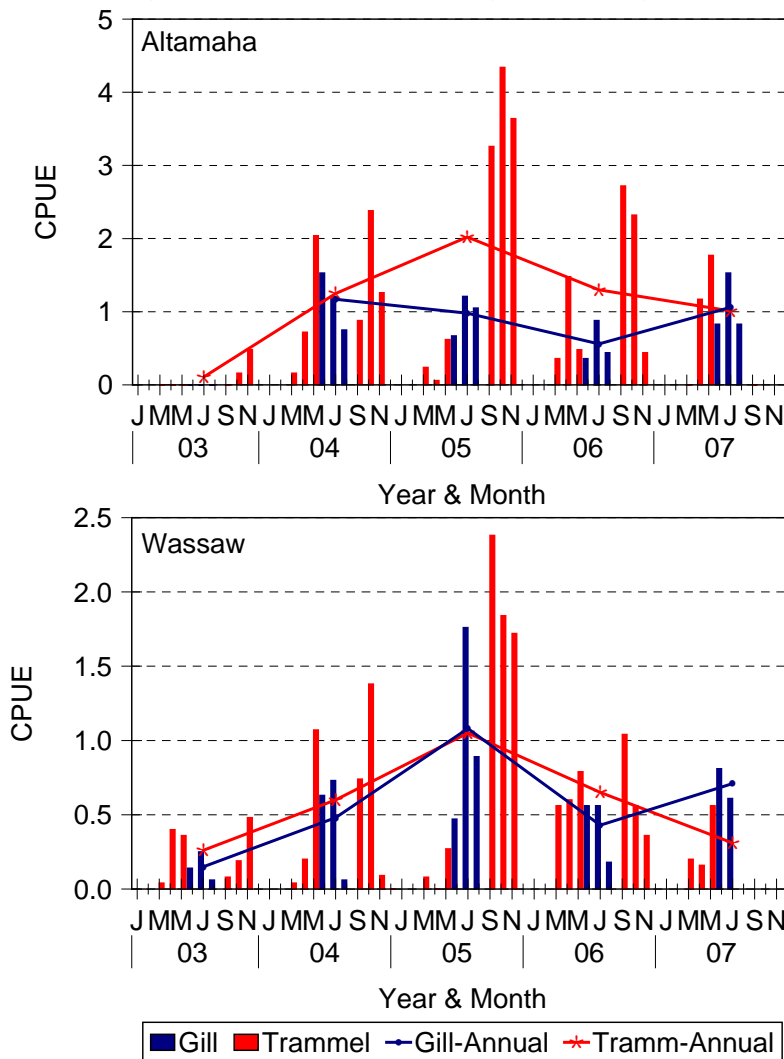 5
Altamaha
4
3
CPUE
2
1
0
J M M J S N J M M J S N J M M J S N J M M J S N J M M J S N
03 04 05 06 07
Year & Month
2.5
Wassaw
2.0
1.5
CPUE
1.0
0.5
0.0
J M M J S N J M M J S N J M M J S N J M M J S N J M M J S N
03 04 05 06 07
Year & Month
Gill Trammel Gill-Annual Tramm-Annual